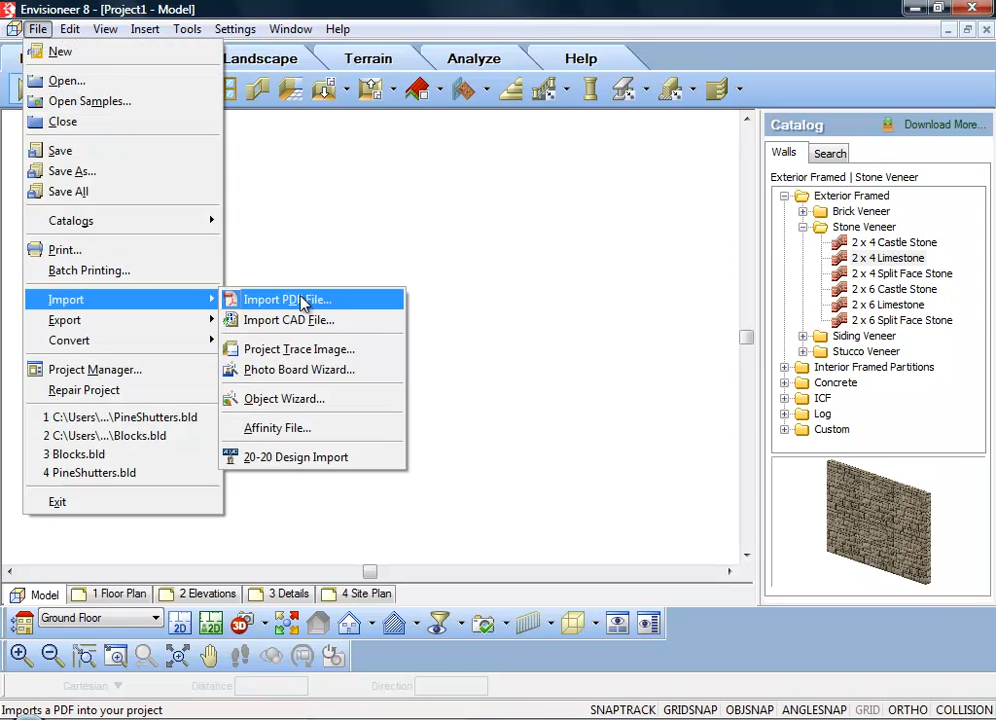 Envisioneer 8 - [Project1 - Model]
File Edit View Insert Tools Settings Window Help
Landscape Terrain Analyze Help
New
Open...
Open Samples...
Close
Save
Save As...
Save All
Catalogs
Print...
Batch Printing...
Import
Export
Convert
Project Manager...
Repair Project
1 C:\Users\...\PineShutters.bld
2 C:\Users\...\Blocks.bld
3 Blocks.bld
4 PineShutters.bld
Exit
Import PDF File...
Import CAD File...
Project Trace Image...
Photo Board Wizard...
Object Wizard...
Affinity File...
20-20 Design Import
Catalog Download More...
Walls Search
Exterior Framed | Stone Veneer
Exterior Framed
Brick Veneer
Stone Veneer
2 x 4 Castle Stone
2 x 4 Limestone
2 x 4 Split Face Stone
2 x 6 Castle Stone
2 x 6 Limestone
2 x 6 Split Face Stone
Siding Veneer
Stucco Veneer
Interior Framed Partitions
Concrete
ICF
Log
Custom
Model 1 Floor Plan 2 Elevations 3 Details 4 Site Plan
Ground Floor 2D 2D 3D
Cartesian Distance Direction
Imports a PDF into your project SNAPTRACK GRIDSNAP OBJSNAP ANGLESNAP GRID ORTHO COLLISION